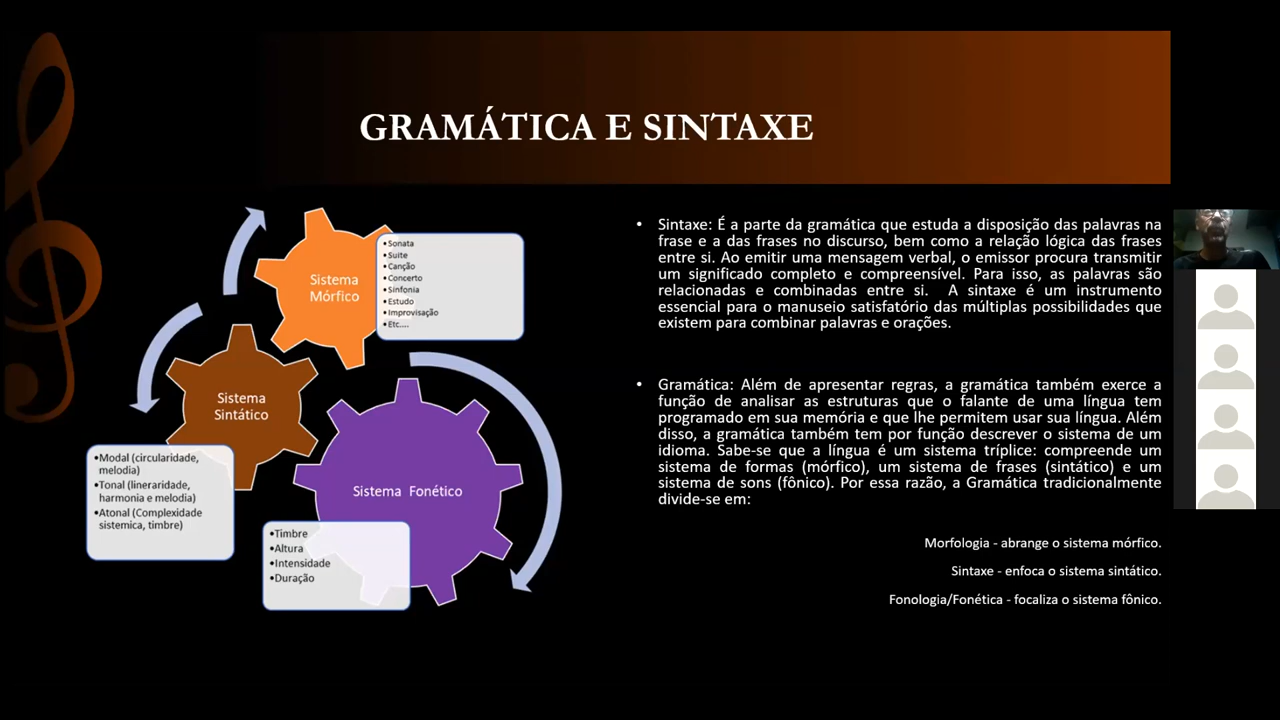 GRAMÁTICA E SINTAXE
Sistema
Mórfico
•Sonata
•Suite
•Canção
•Concerto
•Sinfonia
•Estudo
•Improvisação
•Etc....
Sistema
Sintático
•Modal (circularidade,
melodia)
•Tonal (lineraridade,
harmonia e melodia)
•Atonal (Complexidade
sistemica, timbre)
Sistema Fonético
•Timbre
•Altura
•Intensidade
•Duração
• Sintaxe: É a parte da gramática que estuda a disposição das palavras na
frase e a das frases no discurso, bem como a relação lógica das frases
entre si. Ao emitir uma mensagem verbal, o emissor procura transmitir
um significado completo e compreensível. Para isso, as palavras são
relacionadas e combinadas entre si. A sintaxe é um instrumento
essencial para o manuseio satisfatório das múltiplas possibilidades que
existem para combinar palavras e orações.
• Gramática: Além de apresentar regras, a gramática também exerce a
função de analisar as estruturas que o falante de uma língua tem
programado em sua memória e que lhe permitem usar sua língua. Além
disso, a gramática também tem por função descrever o sistema de um
idioma. Sabe-se que a língua é um sistema tríplice: compreende um
sistema de formas (mórfico), um sistema de frases (sintático) e um
sistema de sons (fônico). Por essa razão, a Gramática tradicionalmente
divide-se em:
Morfologia - abrange o sistema mórfico.
Sintaxe - enfoca o sistema sintático.
Fonologia/Fonética - focaliza o sistema fônico.